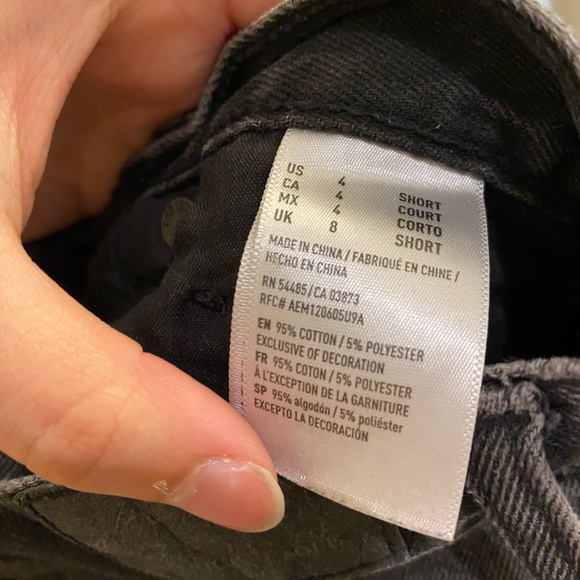 US 4 SHORT
CA 4 COURT
MX 4 CORTO
UK 8 SHORT
MADE IN CHINA / FABRIQUÉ EN CHINE /
HECHO EN CHINA
RN 54485/CA 03873
RFC# AEM120605U9A
EN 95% COTTON / 5% POLYESTER
EXCLUSIVE OF DECORATION
FR 95% COTON / 5% POLYESTER
À L'EXCEPTION DE LA GARNITURE
SP 95% algodón / 5% poliéster
EXCEPTO LA DECORACIÓN